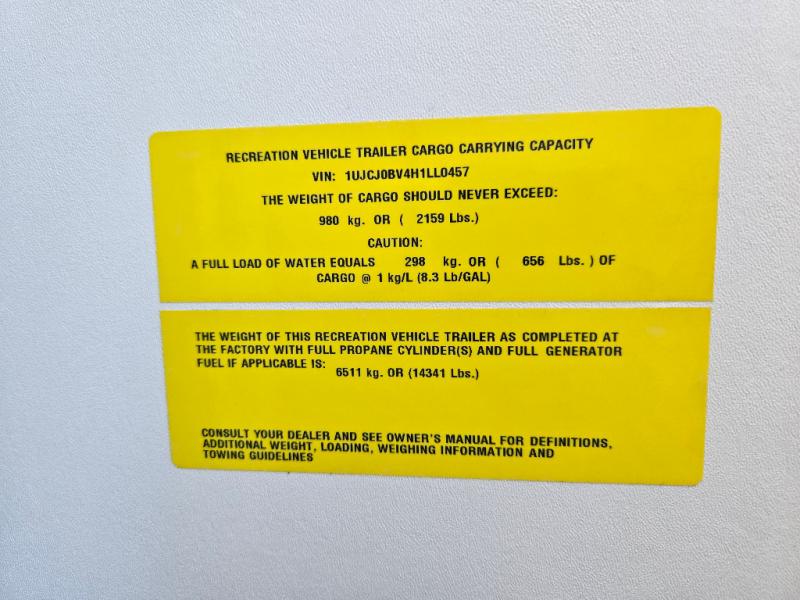 RECREATION VEHICLE TRAILER CARGO CARRYING CAPACITY
VIN: 1UJCJ0BV4H1LL0457
THE WEIGHT OF CARGO SHOULD NEVER EXCEED:
980 kg. OR ( 2159 Lbs.)
CAUTION:
A FULL LOAD OF WATER EQUALS 298 kg. OR ( 656 Lbs. ) OF
CARGO @ 1 kg/L (8.3 Lb/GAL)
THE WEIGHT OF THIS RECREATION VEHICLE TRAILER AS COMPLETED AT
THE FACTORY WITH FULL PROPANE CYLINDER(S) AND FULL GENERATOR
FUEL IF APPLICABLE IS:
6511 kg. OR (14341 Lbs.)
CONSULT YOUR DEALER AND SEE OWNER'S MANUAL FOR DEFINITIONS,
ADDITIONAL WEIGHT, LOADING, WEIGHING INFORMATION AND
TOWING GUIDELINES